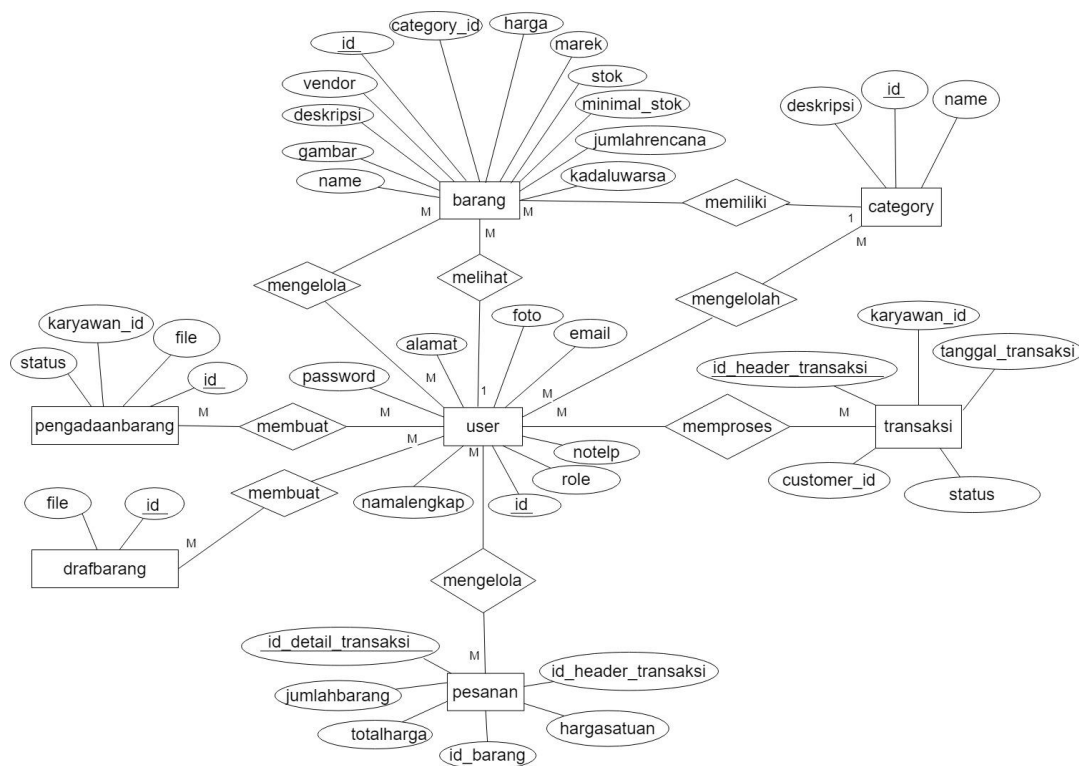 category_id
harga
id
marek
vendor
stok
deskripsi
minimal_stok
gambar
jumlahrencana
name
kadaluwarsa
barang
M
M
M
memiliki
deskripsi
id
name
category
1
M
mengelola
melihat
mengelolah
karyawan_id
file
status
id
pengadaanbarang
M
membuat
M
foto
email
alamat
password
M
1
M
M
user
M
M
notelp
role
id
namalengkap
memproses
M
karyawan_id
tanggal_transaksi
id_header_transaksi
transaksi
customer_id
status
file
id
membuat
M
drafbarang
mengelola
M
id_detail_transaksi
id_header_transaksi
jumlahbarang
pesanan
totalharga
hargasatuan
id_barang